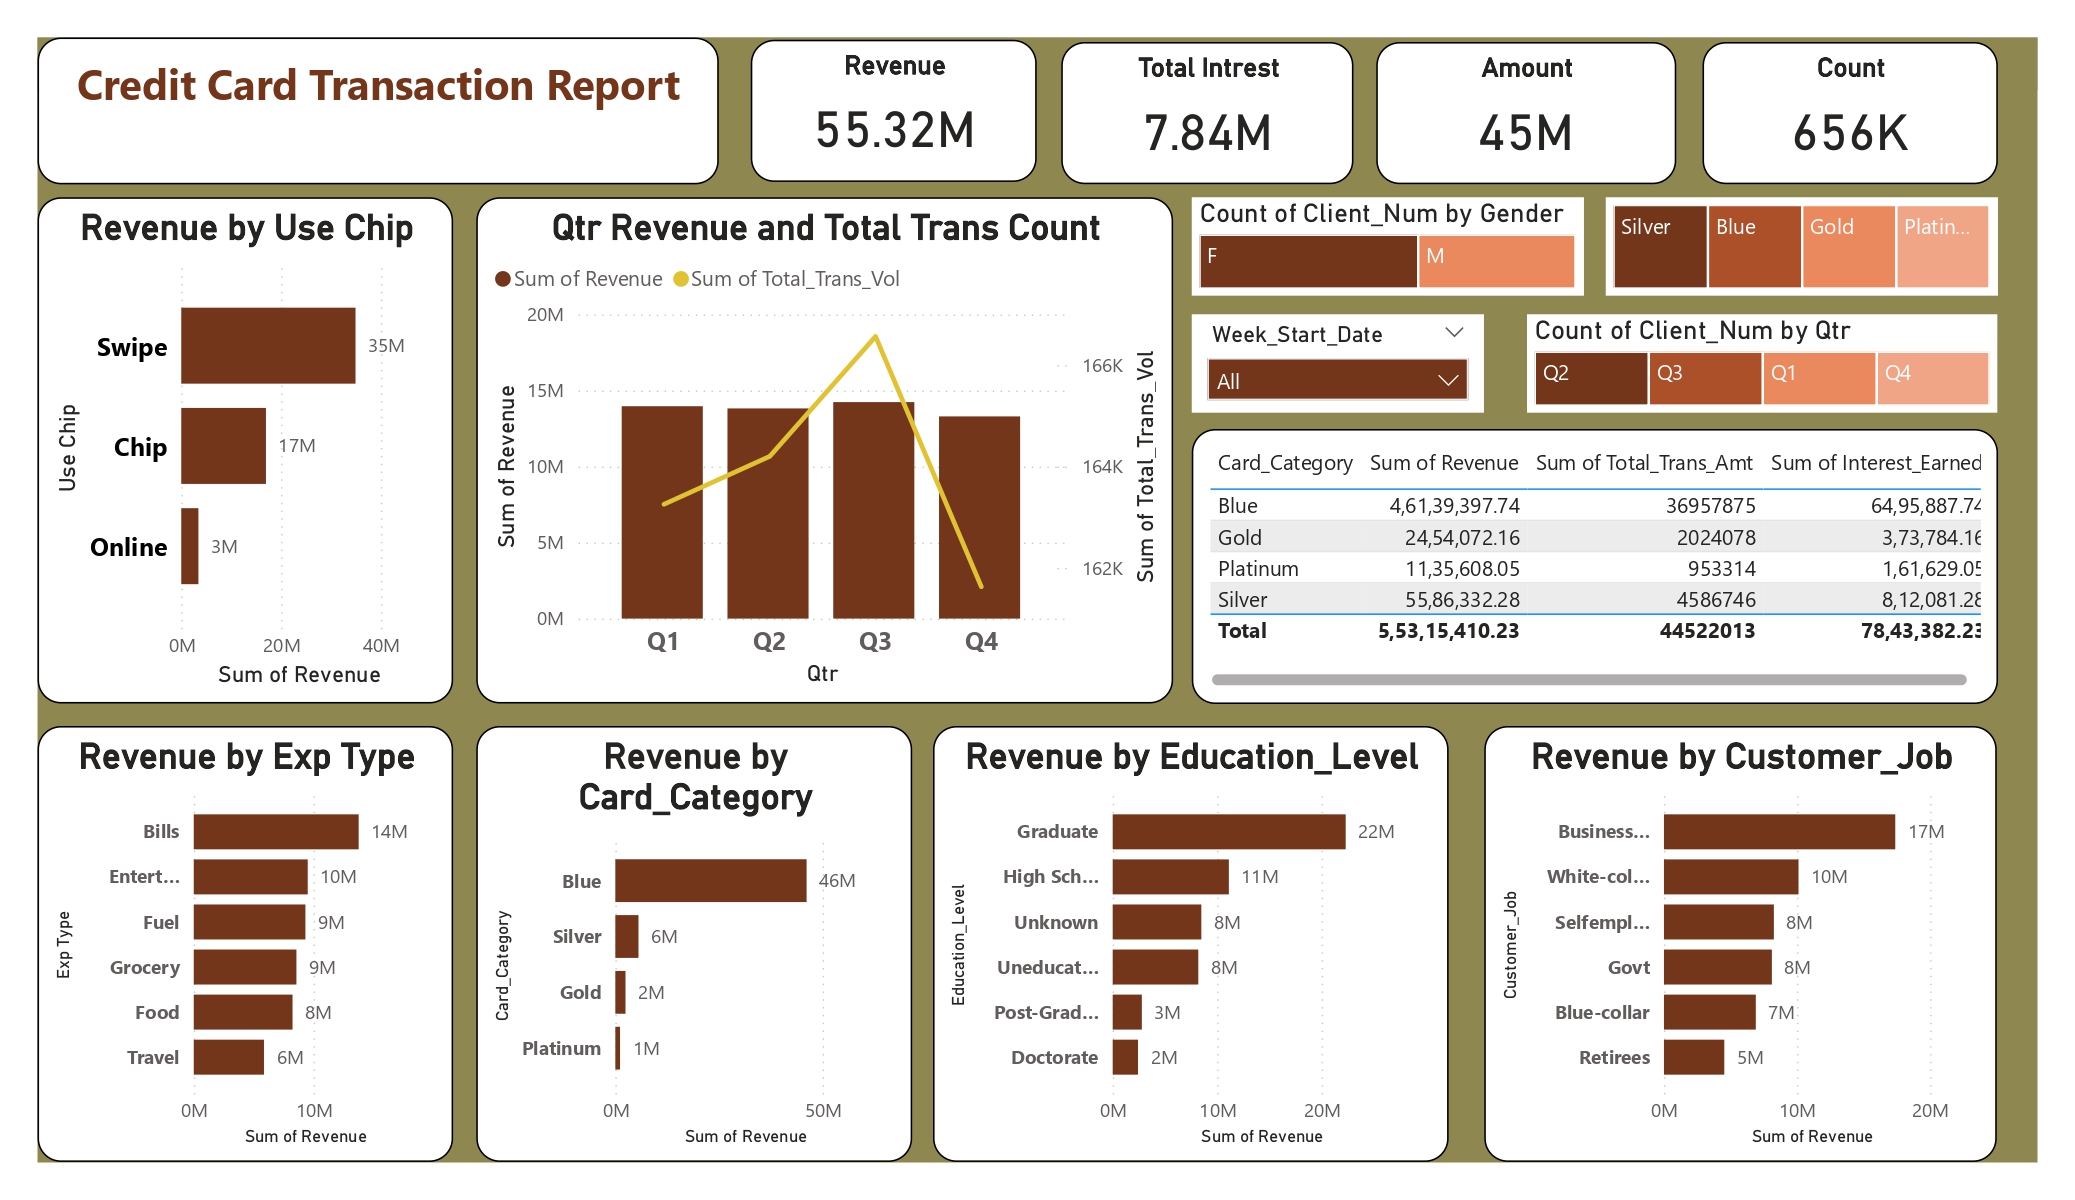 Credit Card Transaction Report
Revenue
55.32M
Total Intrest
7.84M
Amount
45M
Count
656K
Revenue by Use Chip
Use Chip
Swipe
35M
Chip
17M
Online
3M
0M 20M 40M
Sum of Revenue
Qtr Revenue and Total Trans Count
Sum of Revenue Sum of Total_Trans_Vol
Sum of Revenue
20M
15M
10M
5M
0M
166K
164K
162K
Sum of Total_Trans_Vol
Q1 Q2 Q3 Q4
Qtr
Count of Client_Num by Gender
F M
Silver Blue Gold Platin...
Week_Start_Date
All
Count of Client_Num by Qtr
Q2 Q3 Q1 Q4
Card_Category Sum of Revenue Sum of Total_Trans_Amt Sum of Interest_Earned
Blue 4,61,39,397.74 36957875 64,95,887.74
Gold 24,54,072.16 2024078 3,73,784.16
Platinum 11,35,608.05 953314 1,61,629.05
Silver 55,86,332.28 4586746 8,12,081.28
Total 5,53,15,410.23 44522013 78,43,382.23
Revenue by Exp Type
Exp Type
Bills 14M
Entert... 10M
Fuel 9M
Grocery 9M
Food 8M
Travel 6M
0M 10M
Sum of Revenue
Revenue by
Card_Category
Card_Category
Blue 46M
Silver 6M
Gold 2M
Platinum 1M
0M 50M
Sum of Revenue
Revenue by Education_Level
Education_Level
Graduate 22M
High Sch... 11M
Unknown 8M
Uneducat... 8M
Post-Grad... 3M
Doctorate 2M
0M 10M 20M
Sum of Revenue
Revenue by Customer_Job
Customer_Job
Business... 17M
White-col... 10M
Selfempl... 8M
Govt 8M
Blue-collar 7M
Retirees 5M
0M 10M 20M
Sum of Revenue